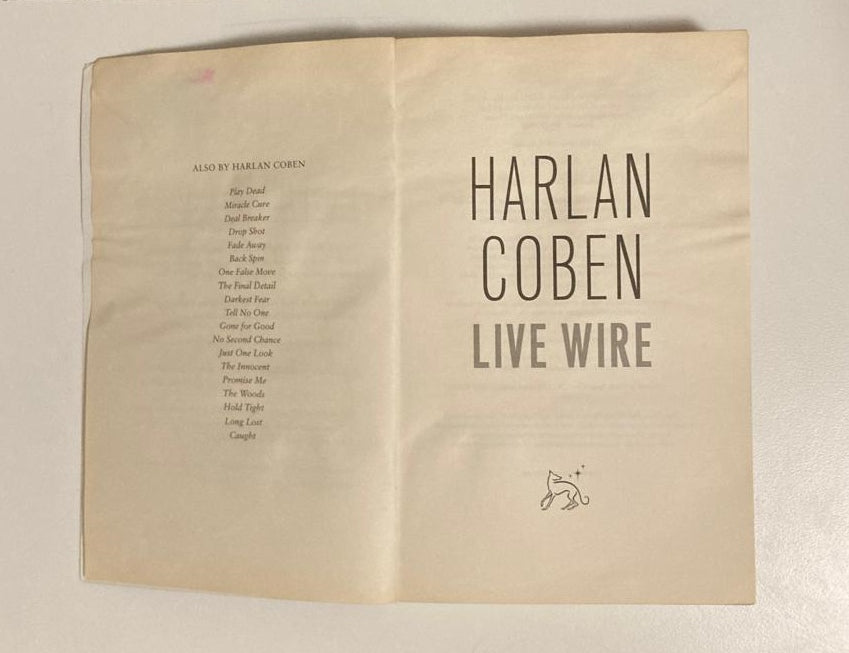 ALSO BY HARLAN COBEN
Play Dead
Miracle Cure
Deal Breaker
Drop Shot
Fade Away
Back Spin
One False Move
The Final Detail
Darkest Fear
Tell No One
Gone for Good
No Second Chance
Just One Look
The Innocent
Promise Me
The Woods
Hold Tight
Long Lost
Caught
HARLAN
COBEN
LIVE WIRE